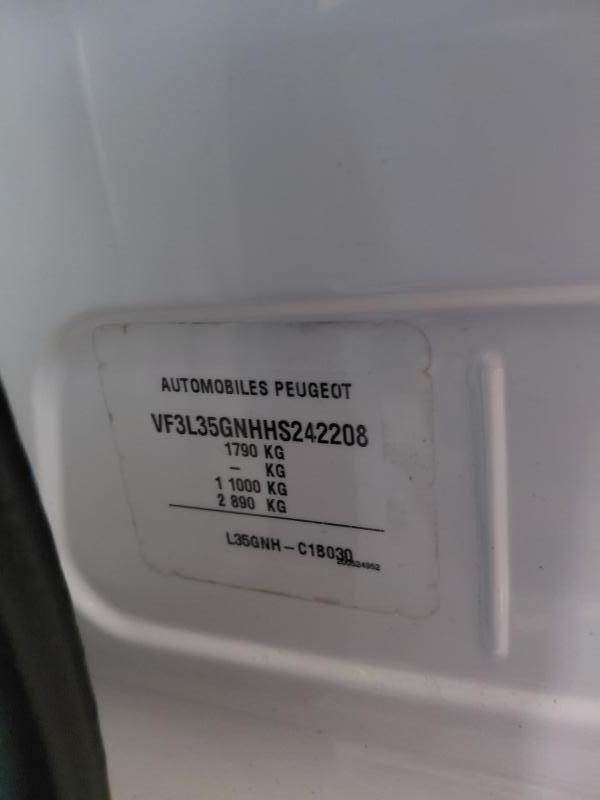 AUTOMOBILES PEUGEOT
VF3L35GNHHS242208
1790 KG
– KG
1 1000 KG
2 890 KG
L35GNH – C1B030